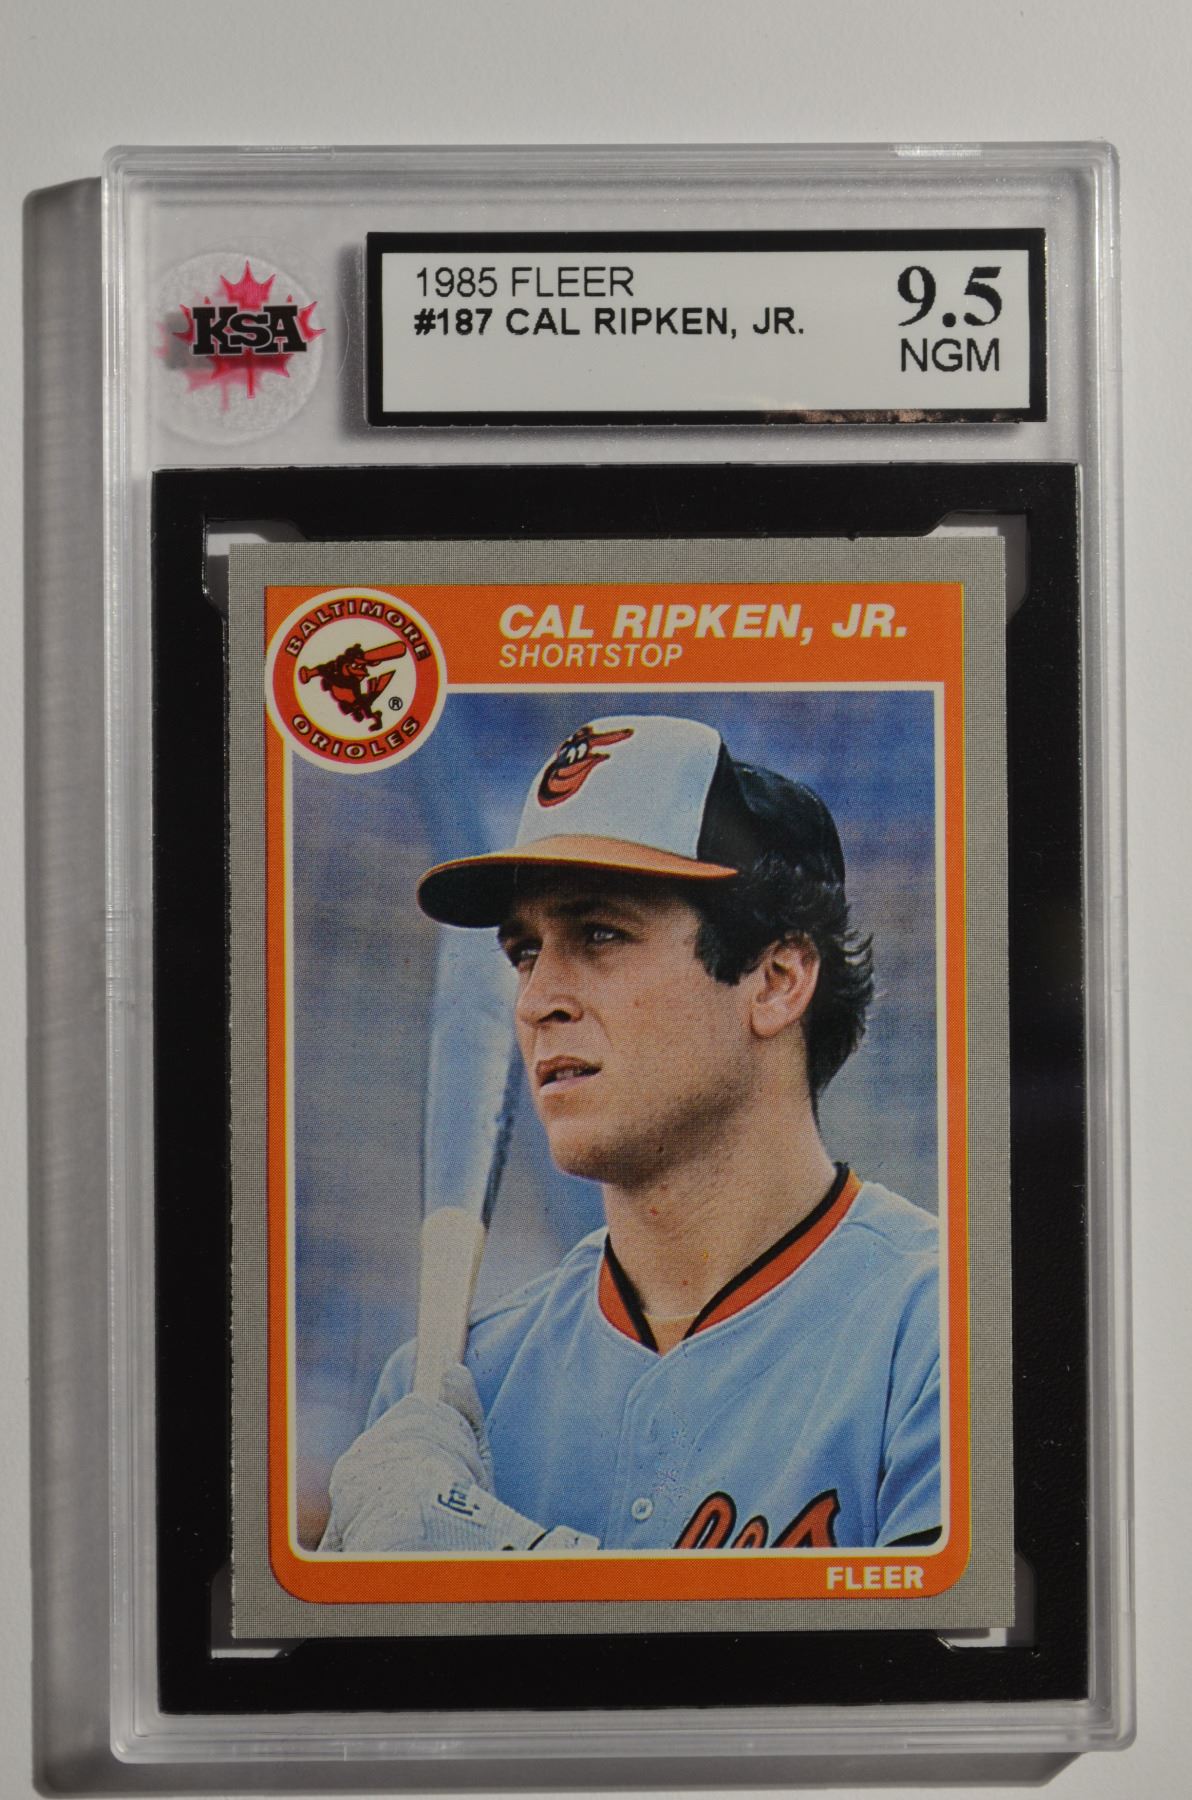 KSA
1985 FLEER
#187 CAL RIPKEN, JR.
9.5
NGM
BALTIMORE
ORIOLES
®
CAL RIPKEN, JR.
SHORTSTOP
FLEER